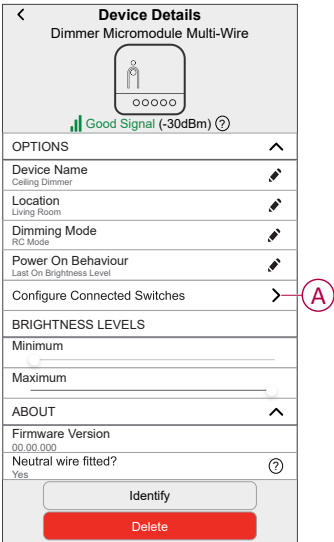 Device Details
Dimmer Micromodule Multi-Wire
Good Signal (-30dBm) ?
OPTIONS
Device Name
Ceiling Dimmer
Location
Living Room
Dimming Mode
RC Mode
Power On Behaviour
Last On Brightness Level
Configure Connected Switches
A
BRIGHTNESS LEVELS
Minimum
Maximum
ABOUT
Firmware Version
00.00.000
Neutral wire fitted?
?
Yes
Identify
Delete